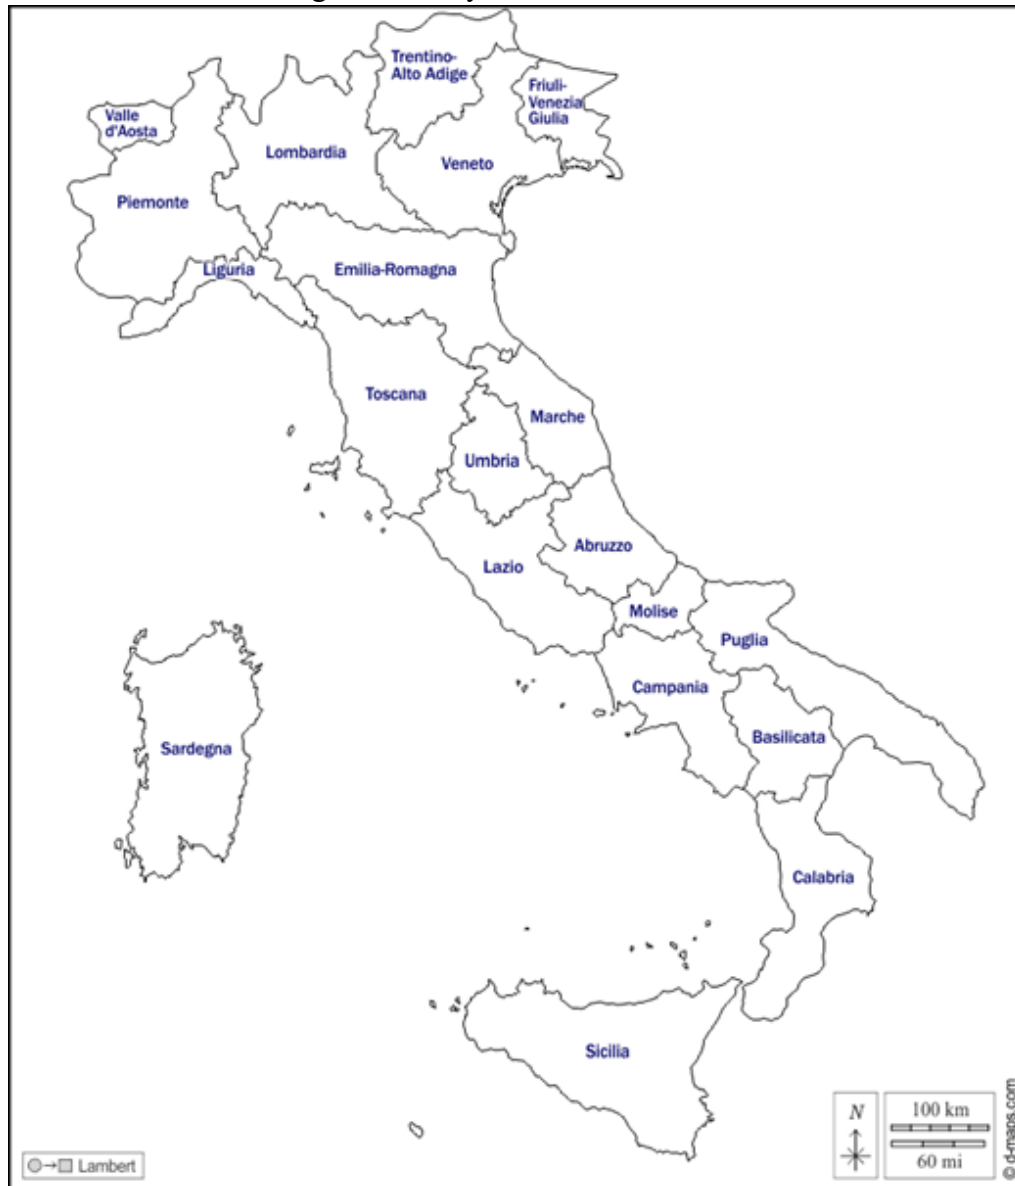 Trentino-
Alto Adige
Friuli-
Venezia
Giulia
Valle
d'Aosta
Lombardia
Veneto
Piemonte
Liguria
Emilia-Romagna
Toscana
Marche
Umbria
Abruzzo
Lazio
Molise
Puglia
Campania
Basilicata
Sardegna
Calabria
Sicilia
N
100 km
60 mi
Lambert
© d-maps.com